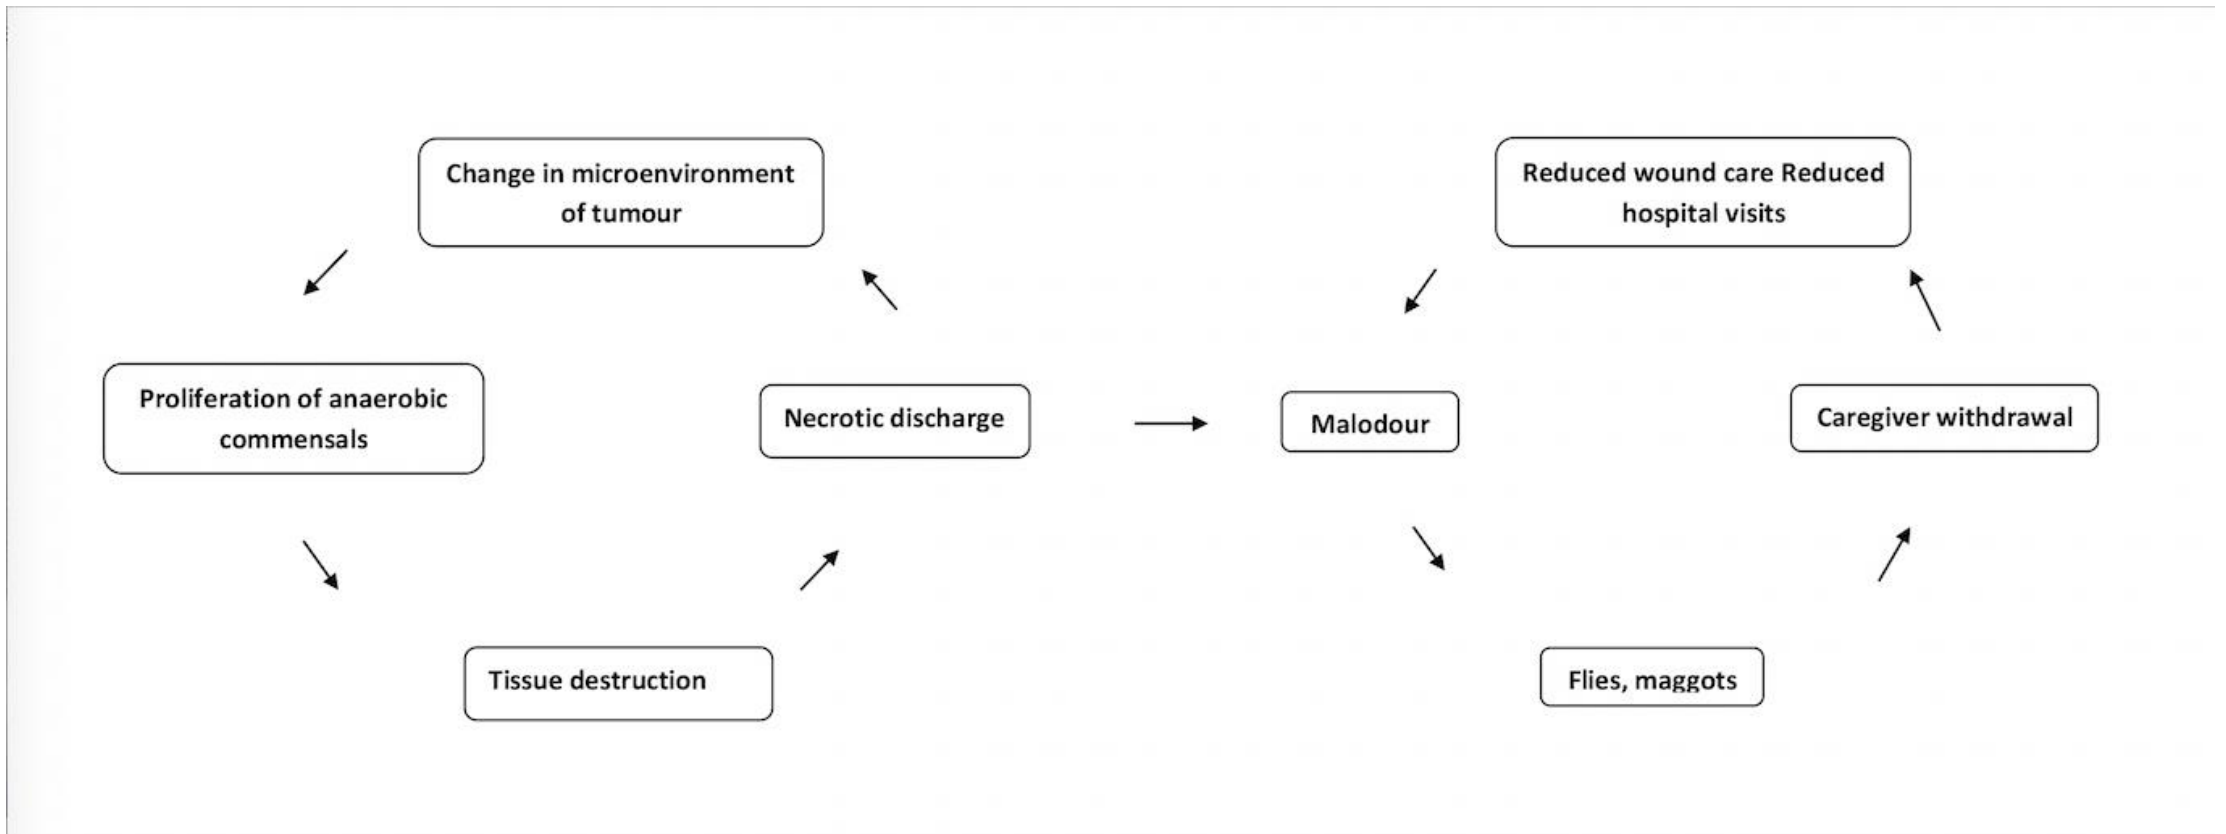 Change in microenvironment
of tumour
Reduced wound care Reduced
hospital visits
Proliferation of anaerobic
commensals
Necrotic discharge
Malodour
Caregiver withdrawal
Tissue destruction
Flies, maggots